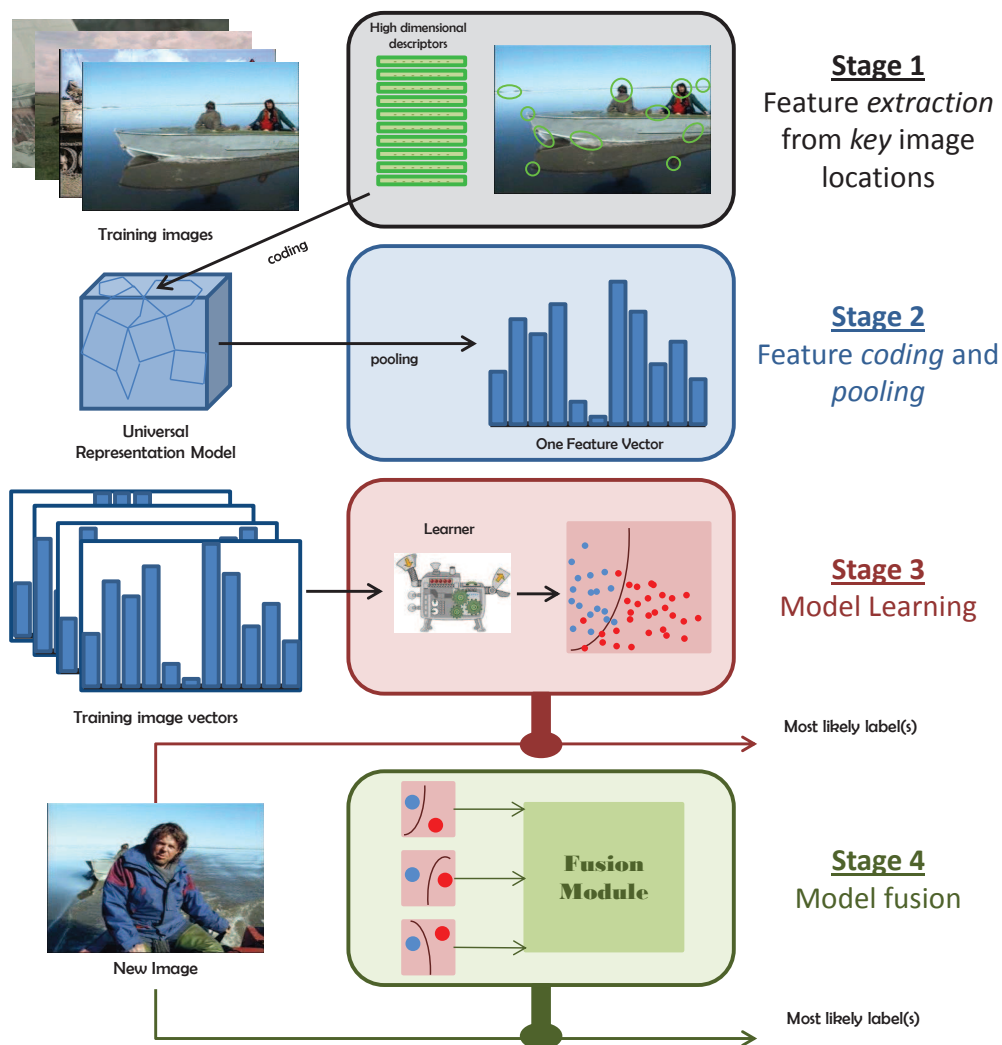 High dimensional
descriptors
Stage 1
Feature extraction
from key image
locations
Training images
coding
Stage 2
Feature coding and
pooling
pooling
Universal
Representation Model
One Feature Vector
Learner
Stage 3
Model Learning
Training image vectors
Most likely label(s)
Fusion
Module
Stage 4
Model fusion
New Image
Most likely label(s)